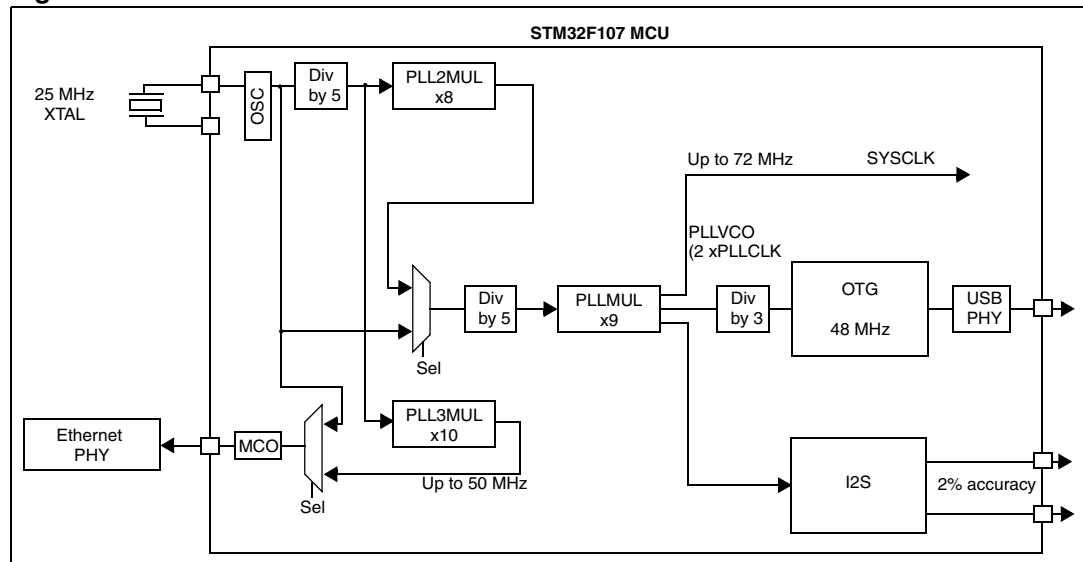 STM32F107 MCU
25 MHz
XTAL
OSC
Div
by 5
PLL2MUL
x8
Up to 72 MHz
SYSCLK
PLLVCO
(2 xPLLCLK
Sel
Div
by 5
PLLMUL
x9
Div
by 3
OTG
48 MHz
USB
PHY
Ethernet
PHY
MCO
Sel
PLL3MUL
x10
Up to 50 MHz
I2S
2% accuracy